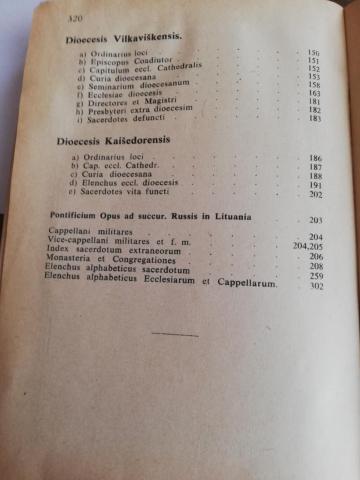 320
Dioecesis Vilkaviškensis.
a) Ordinarius loci . . . . . . . 150
b) Episcopus Coadiutor . . . . . . . 151
c) Capitulum eccl. Cathedralis . . . . . . . 152
d) Curia dioecesana . . . . . . . 153
e) Seminarium dioecesanum . . . . . . . 158
f) Ecclesiae dioecesis . . . . . . . 163
g) Directores et Magistri . . . . . . . 181
h) Presbyteri extra dioecesim . . . . . . . 182
i) Sacerdotes defuncti . . . . . . . 183
Dioecesis Kaišedorensis
a) Ordinarius loci . . . . . . . 186
b) Cap. eccl. Cathedr. . . . . . . . 187
c) Curia dioecesana . . . . . . . 188
d) Elenchus eccl. dioecesis . . . . . . . 191
e) Sacerdotes vita functi . . . . . . . 202
Pontificium Opus ad succur. Russis in Lituania . . 203
Cappellani militares . . . . . . . 204
Vice-cappellani militares et f. m. . . . . . . 204,205
Index sacerdotum extraneorum . . . . . . . 206
Monasteria et Congregationes . . . . . . . 208
Elenchus alphabeticus sacerdotum . . . . . . . 259
Elenchus alphabeticus Ecclesiarum et Cappellarum. . . 302